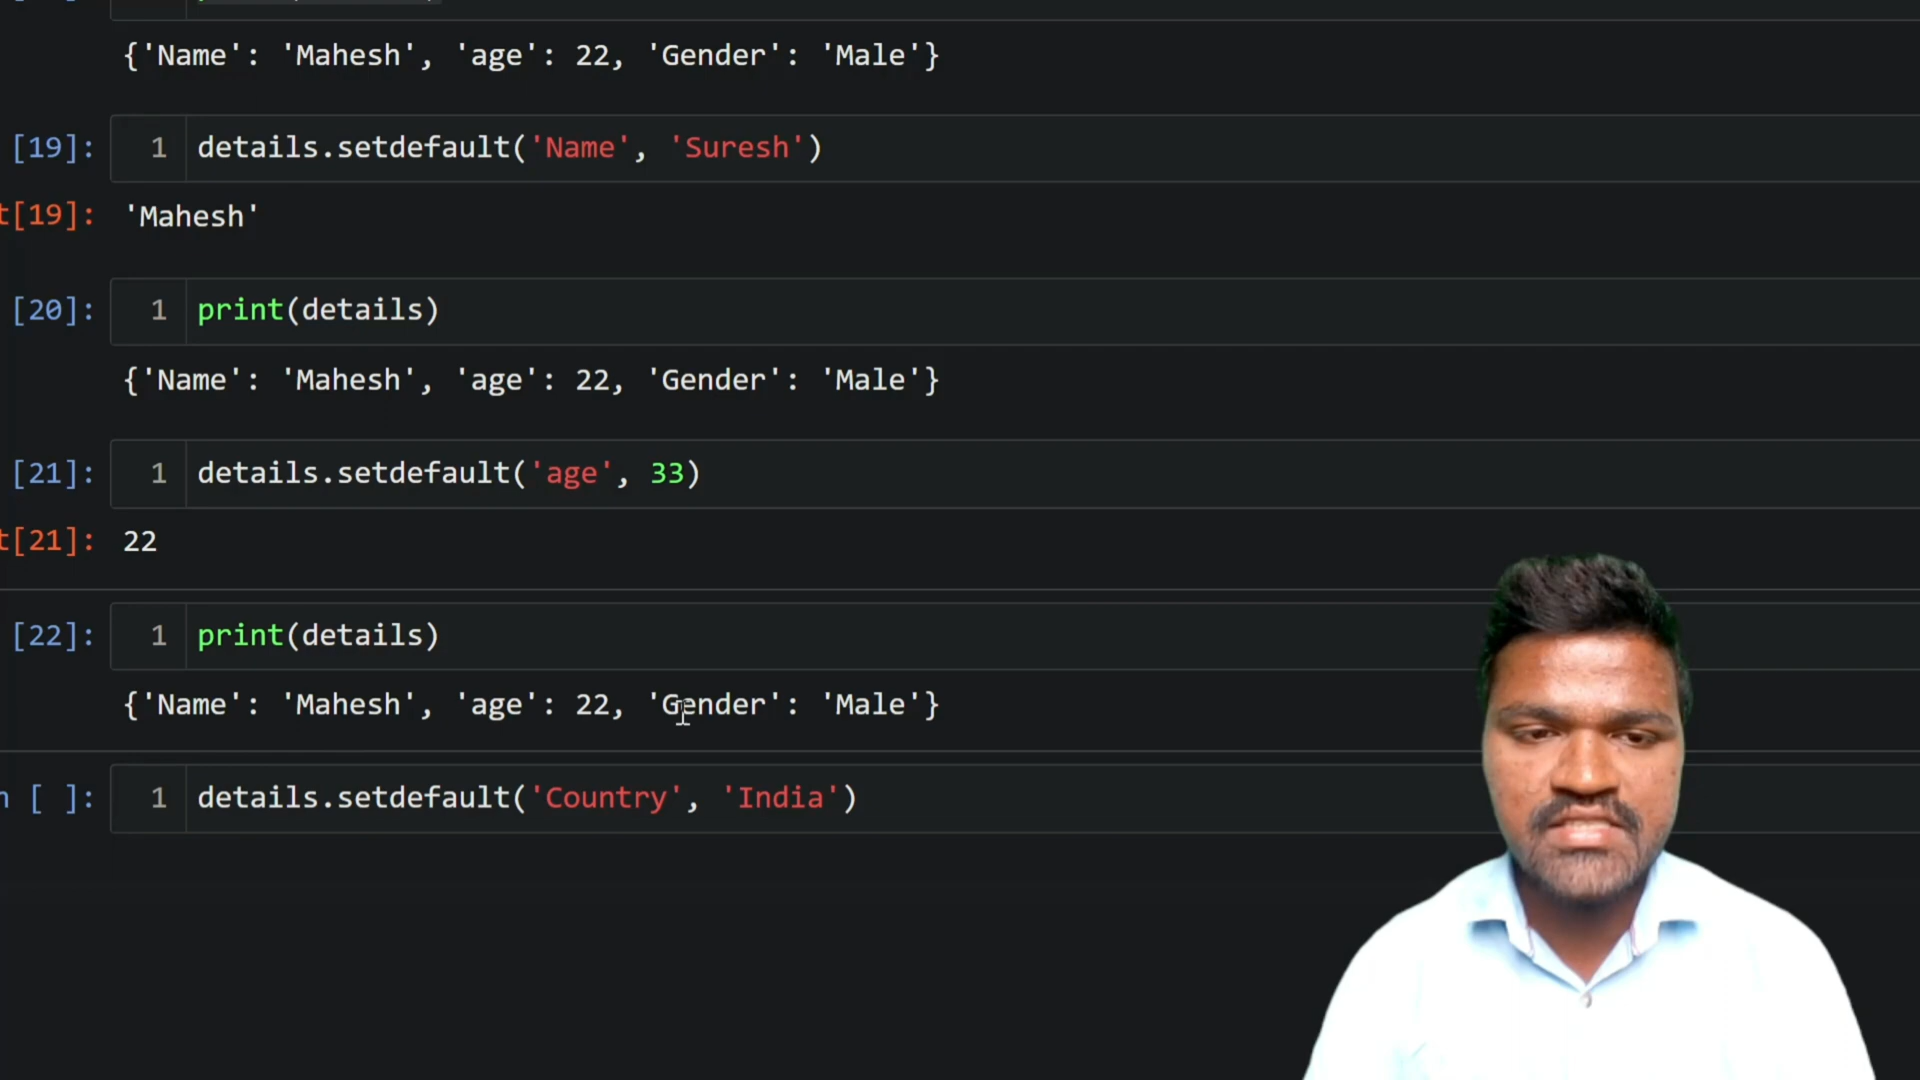 {'Name': 'Mahesh', 'age': 22, 'Gender': 'Male'}
[19]: 1 details.setdefault('Name', 'Suresh')
t[19]: 'Mahesh'
[20]: 1 print(details)
{'Name': 'Mahesh', 'age': 22, 'Gender': 'Male'}
[21]: 1 details.setdefault('age', 33)
t[21]: 22
[22]: 1 print(details)
{'Name': 'Mahesh', 'age': 22, 'Gender': 'Male'}
n [ ]: 1 details.setdefault('Country', 'India')